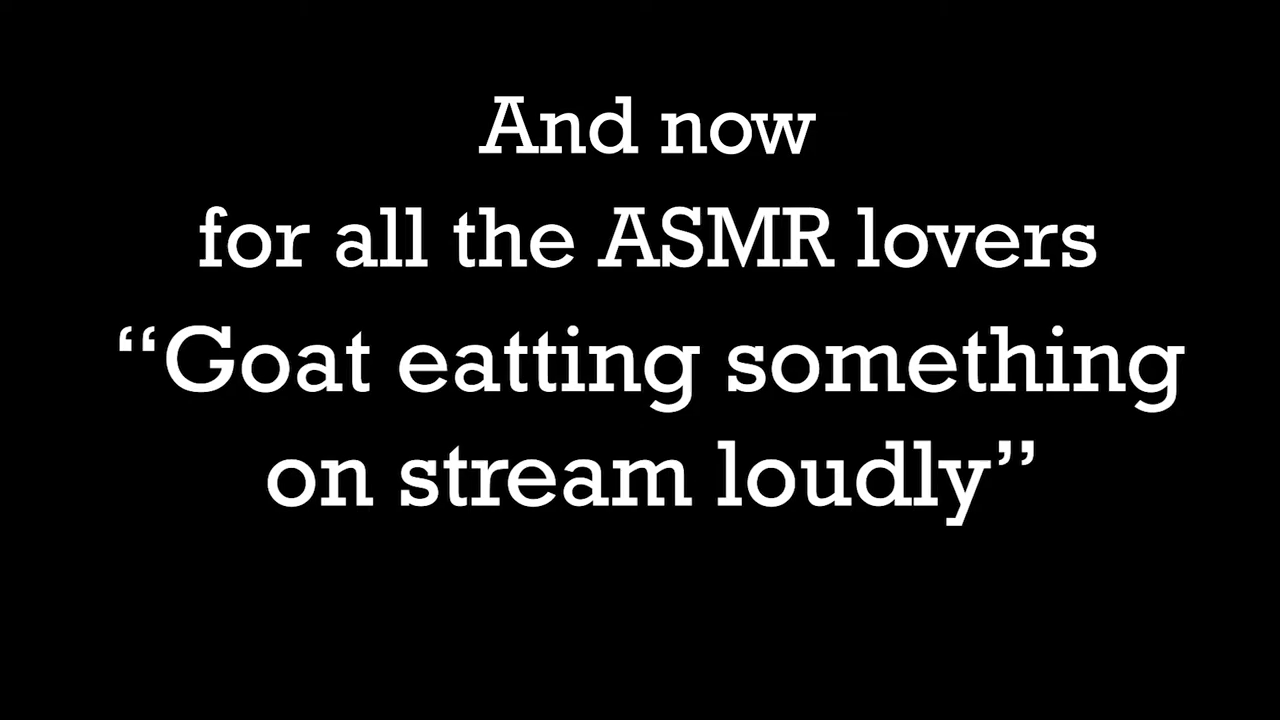 And now
for all the ASMR lovers
“Goat eatting something
on stream loudly”